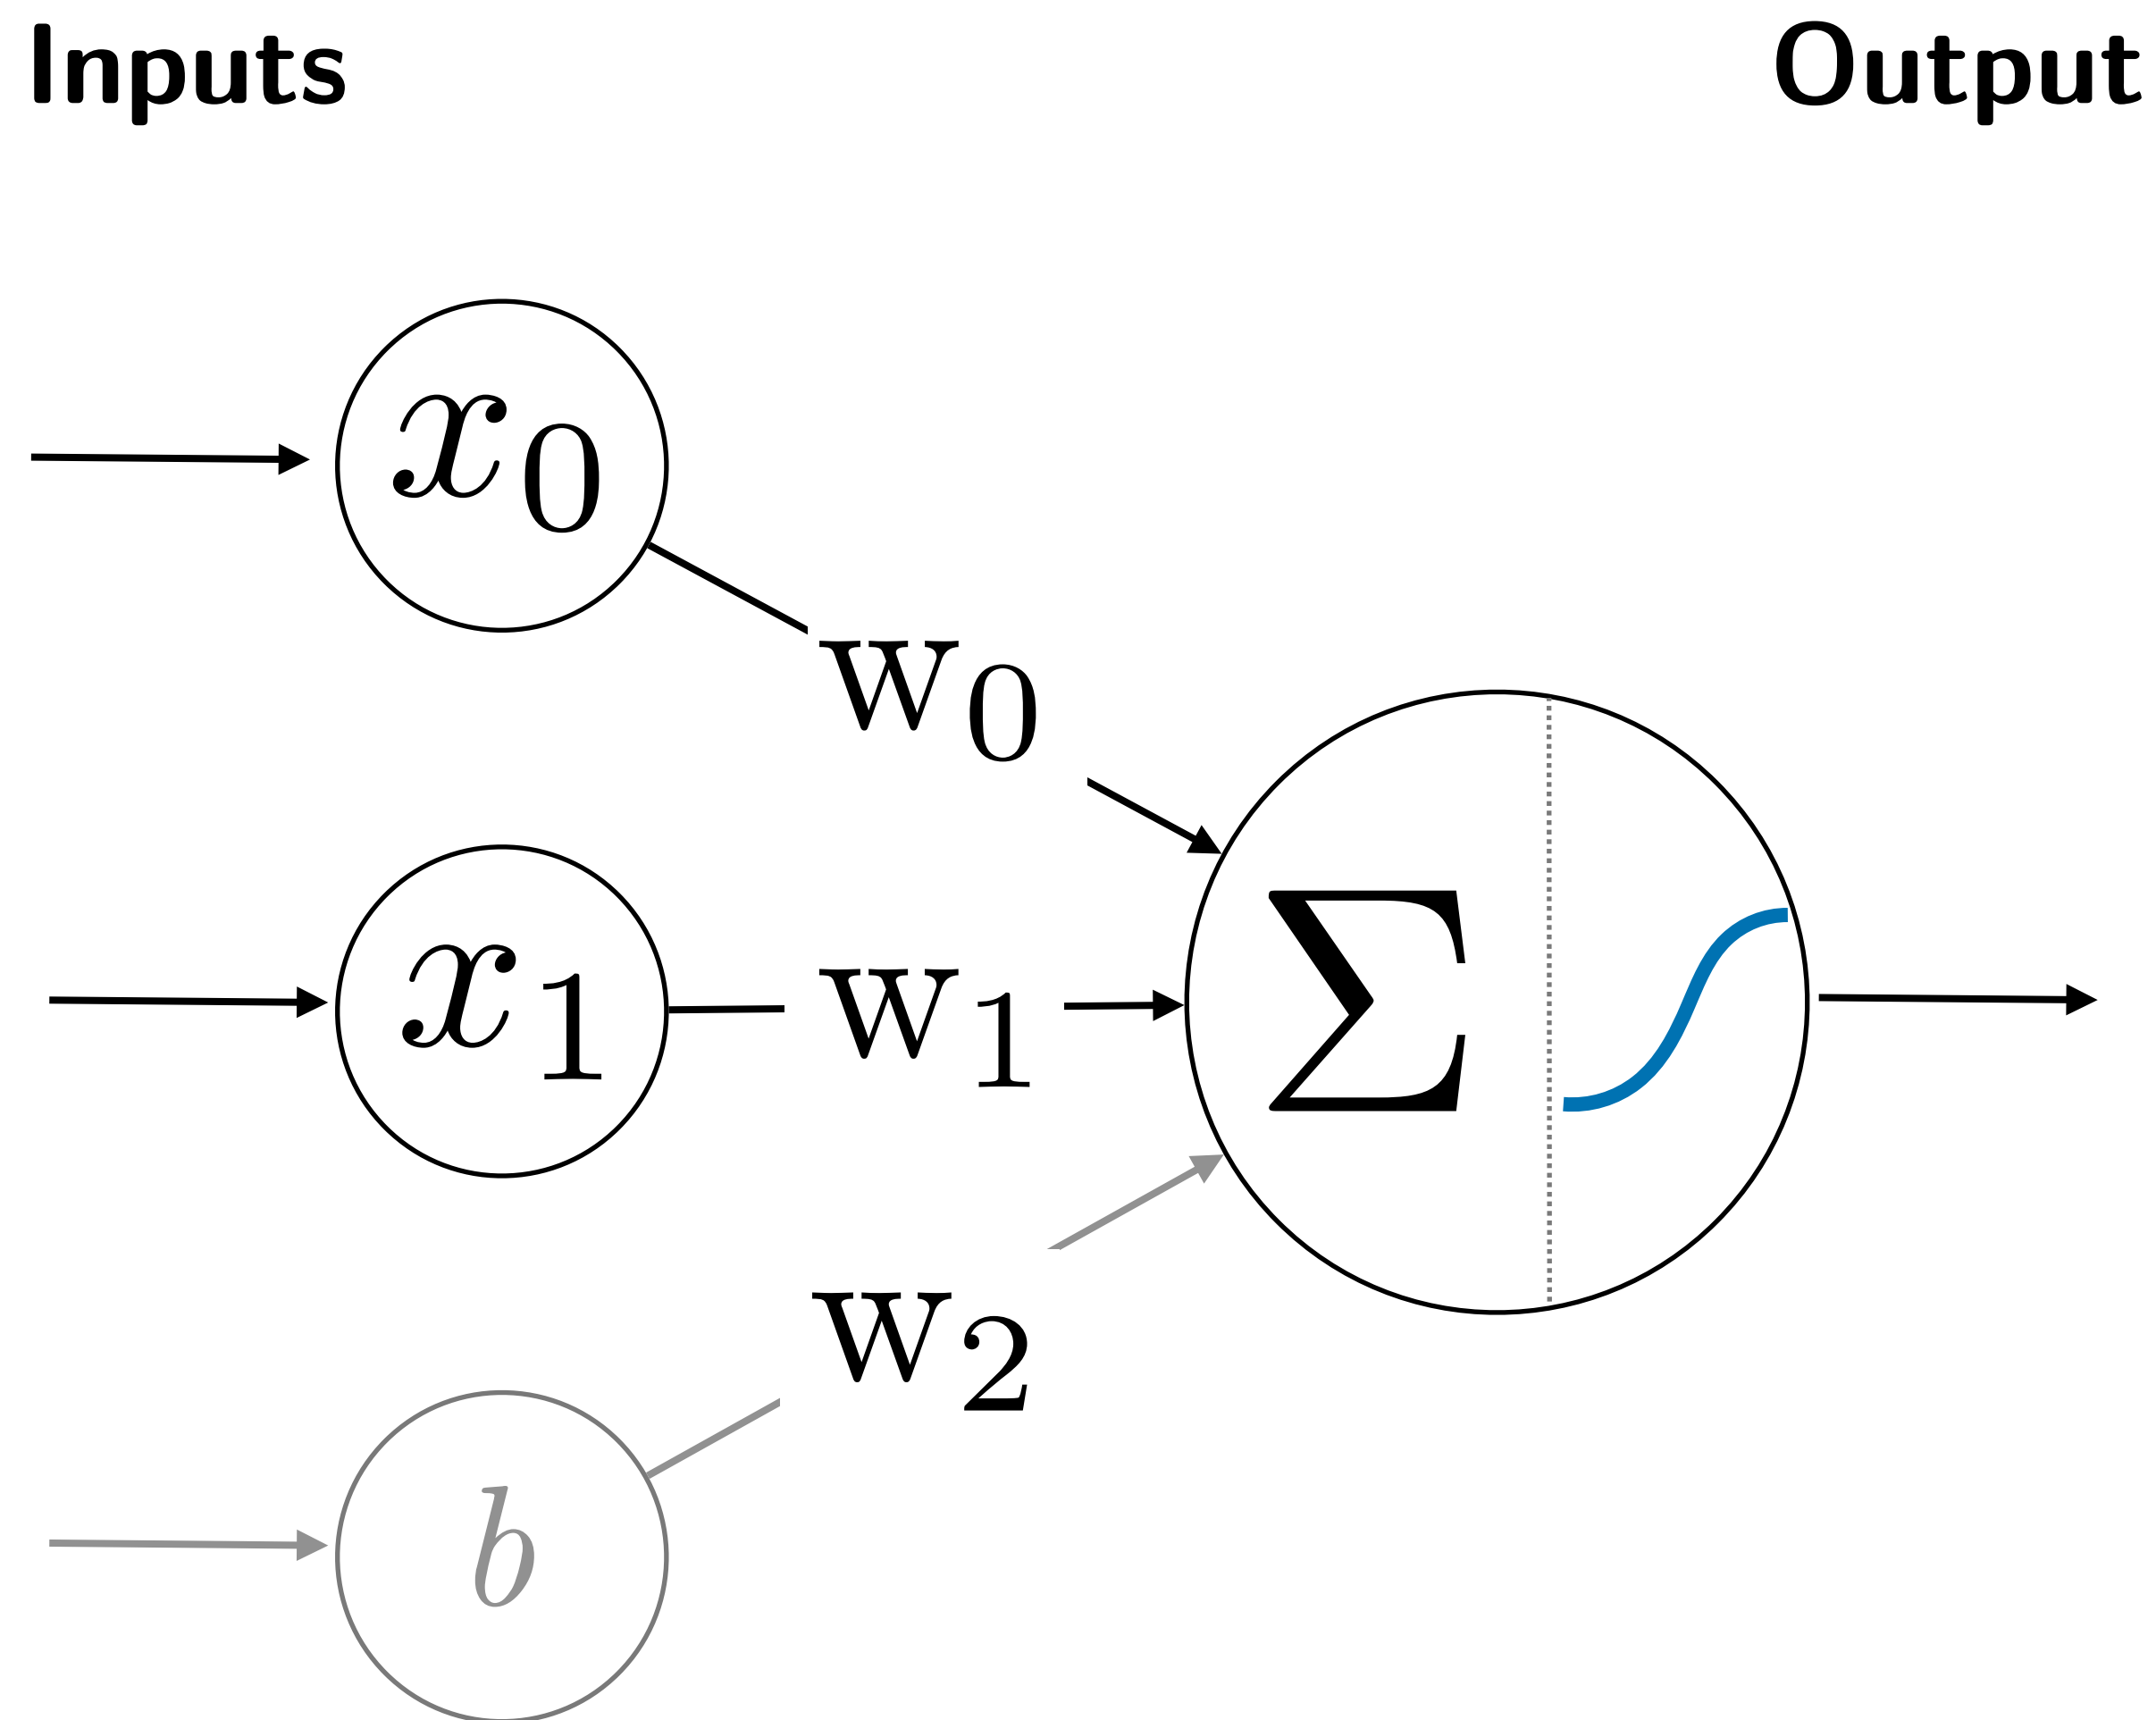 Inputs Output
x₀
w₀
x₁ w₁ Σ
w₂
b